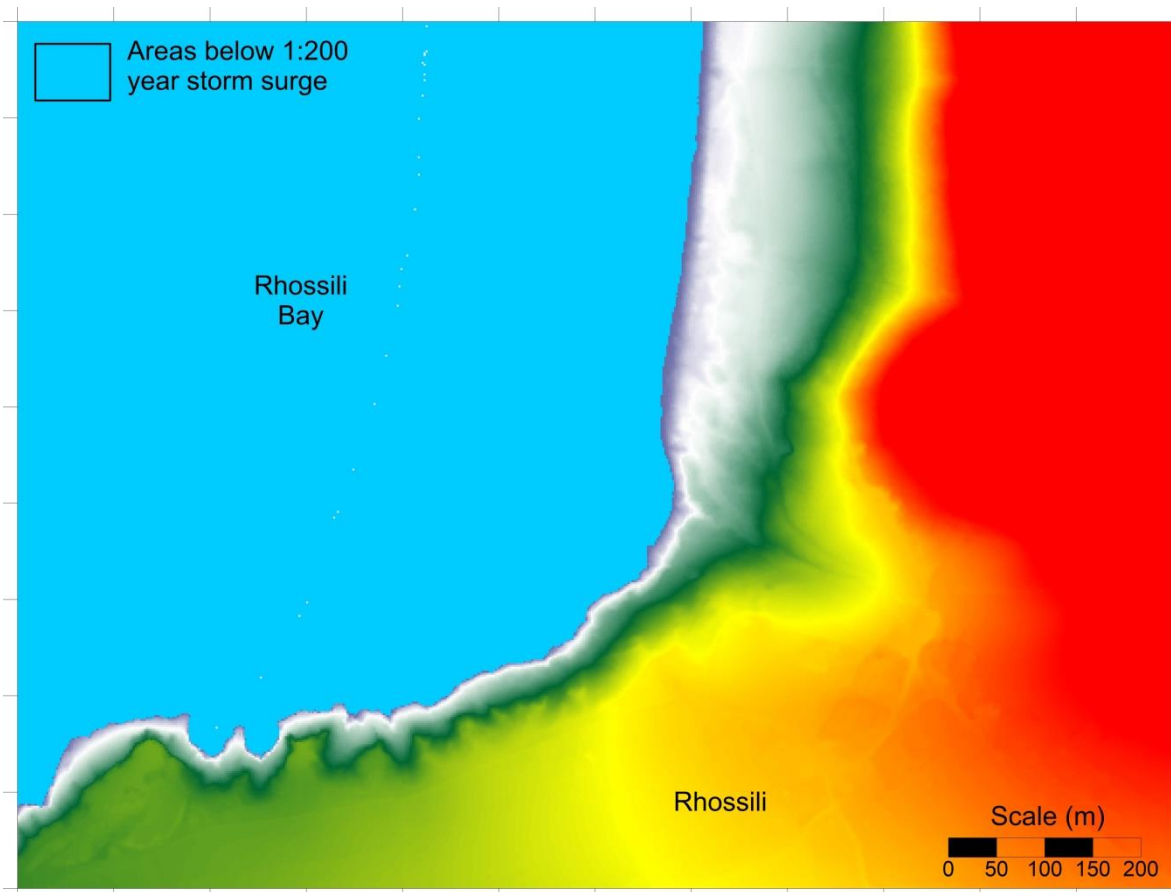 Areas below 1:200
year storm surge
Rhossili
Bay
Rhossili
Scale (m)
0 50 100 150 200